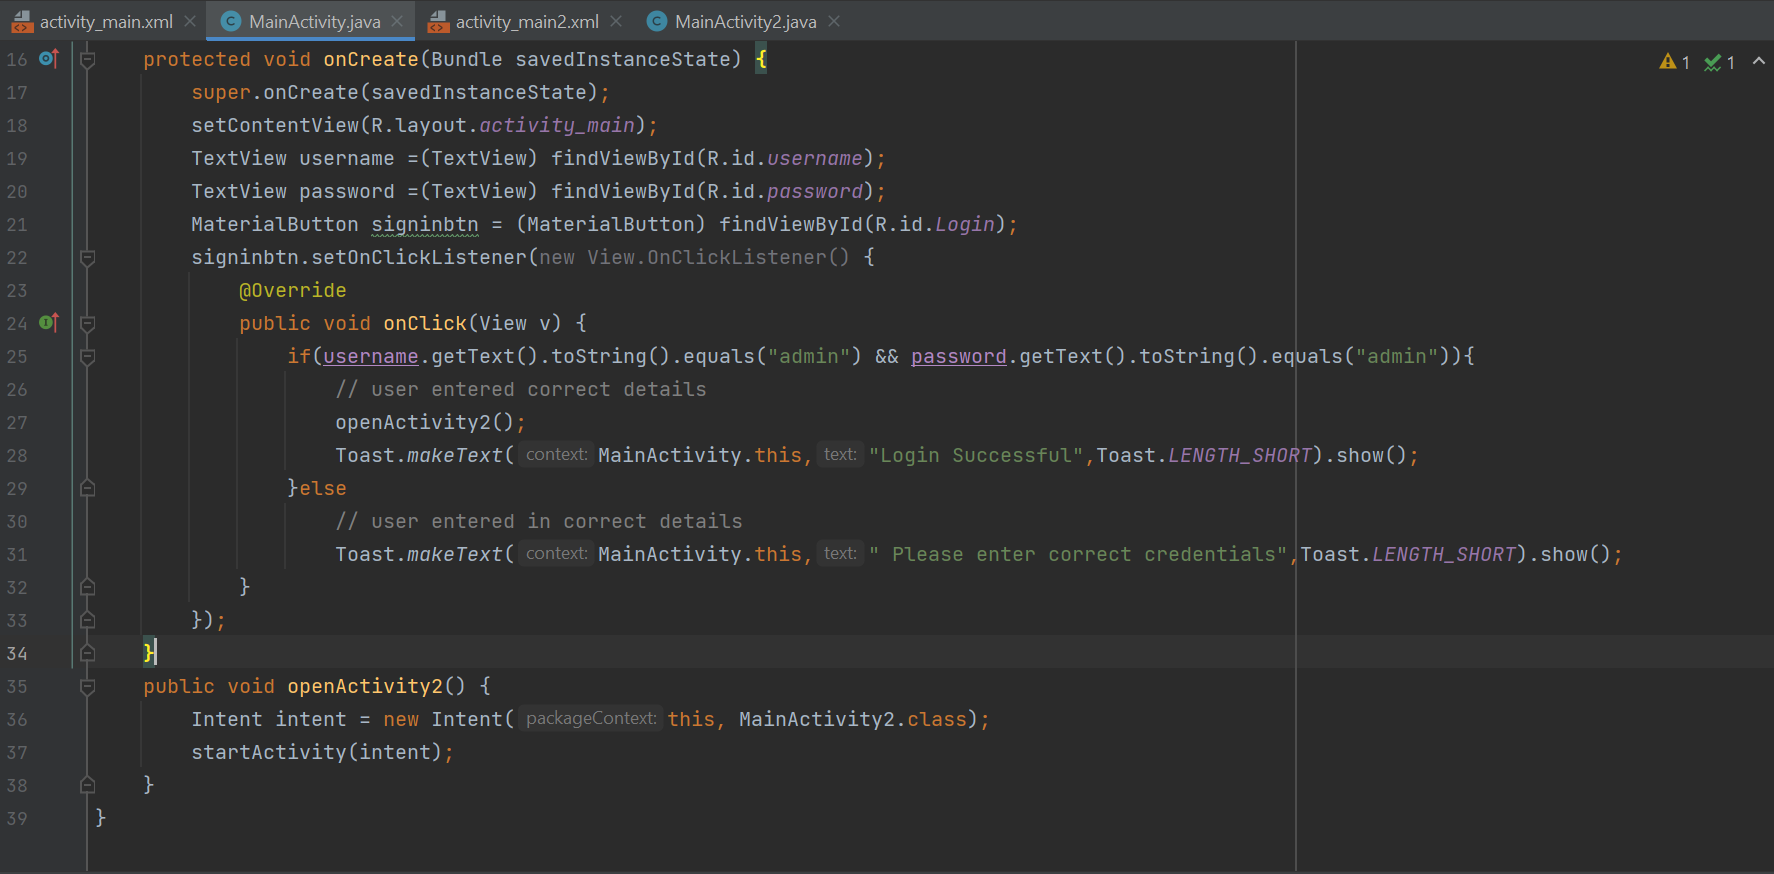 activity_main.xml MainActivity.java activity_main2.xml MainActivity2.java
16 protected void onCreate(Bundle savedInstanceState) { 1 1
17 super.onCreate(savedInstanceState);
18 setContentView(R.layout.activity_main);
19 TextView username =(TextView) findViewById(R.id.username);
20 TextView password =(TextView) findViewById(R.id.password);
21 MaterialButton signinbtn = (MaterialButton) findViewById(R.id.Login);
22 signinbtn.setOnClickListener(new View.OnClickListener() {
23 @Override
24 public void onClick(View v) {
25 if(username.getText().toString().equals("admin") && password.getText().toString().equals("admin")){
26 // user entered correct details
27 openActivity2();
28 Toast.makeText( context: MainActivity.this, text: "Login Successful",Toast.LENGTH_SHORT).show();
29 }else
30 // user entered in correct details
31 Toast.makeText( context: MainActivity.this, text: " Please enter correct credentials",Toast.LENGTH_SHORT).show();
32 }
33 });
34 }
35 public void openActivity2() {
36 Intent intent = new Intent( packageContext: this, MainActivity2.class);
37 startActivity(intent);
38 }
39 }